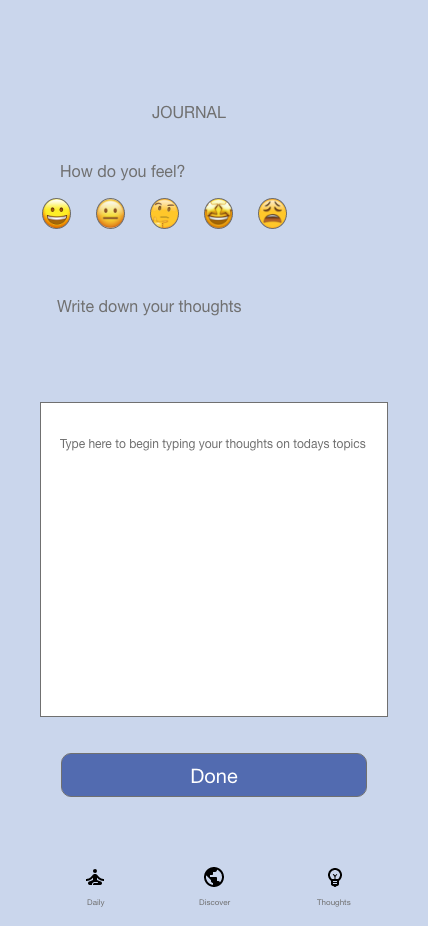 JOURNAL
How do you feel?
Write down your thoughts
Type here to begin typing your thoughts on todays topics
Done
Daily
Discover
Thoughts